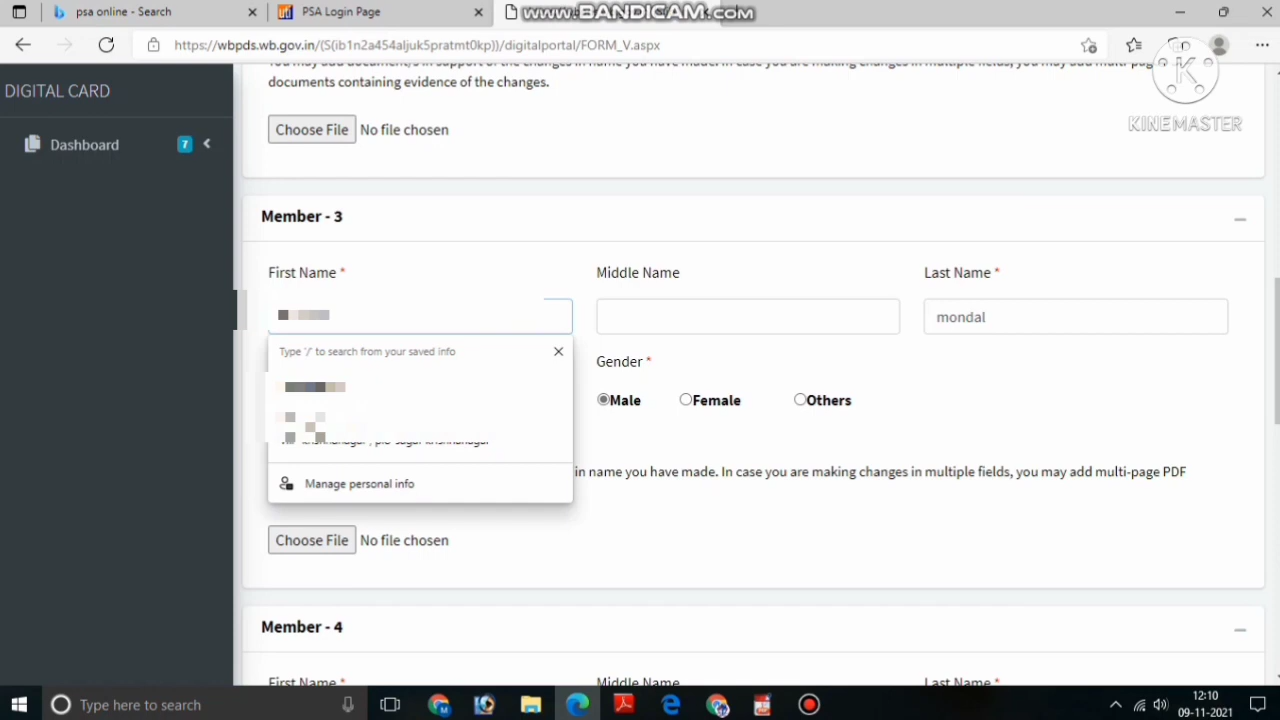 psa online - Search
PSA Login Page
www.BANDICAM.com
https://wbpds.wb.gov.in/(S(ib1n2a454aljuk5pratmt0kp))/digitalportal/FORM_V.aspx
DIGITAL CARD
Dashboard 7
documents containing evidence of the changes.
Choose File No file chosen
KINEMASTER
Member - 3
First Name * Middle Name Last Name *
mondal
Type '/' to search from your saved info
Gender *
Male Female Others
in name you have made. In case you are making changes in multiple fields, you may add multi-page PDF
Manage personal info
Choose File No file chosen
Member - 4
First Name Middle Name
Type here to search
12:10
09-11-2021